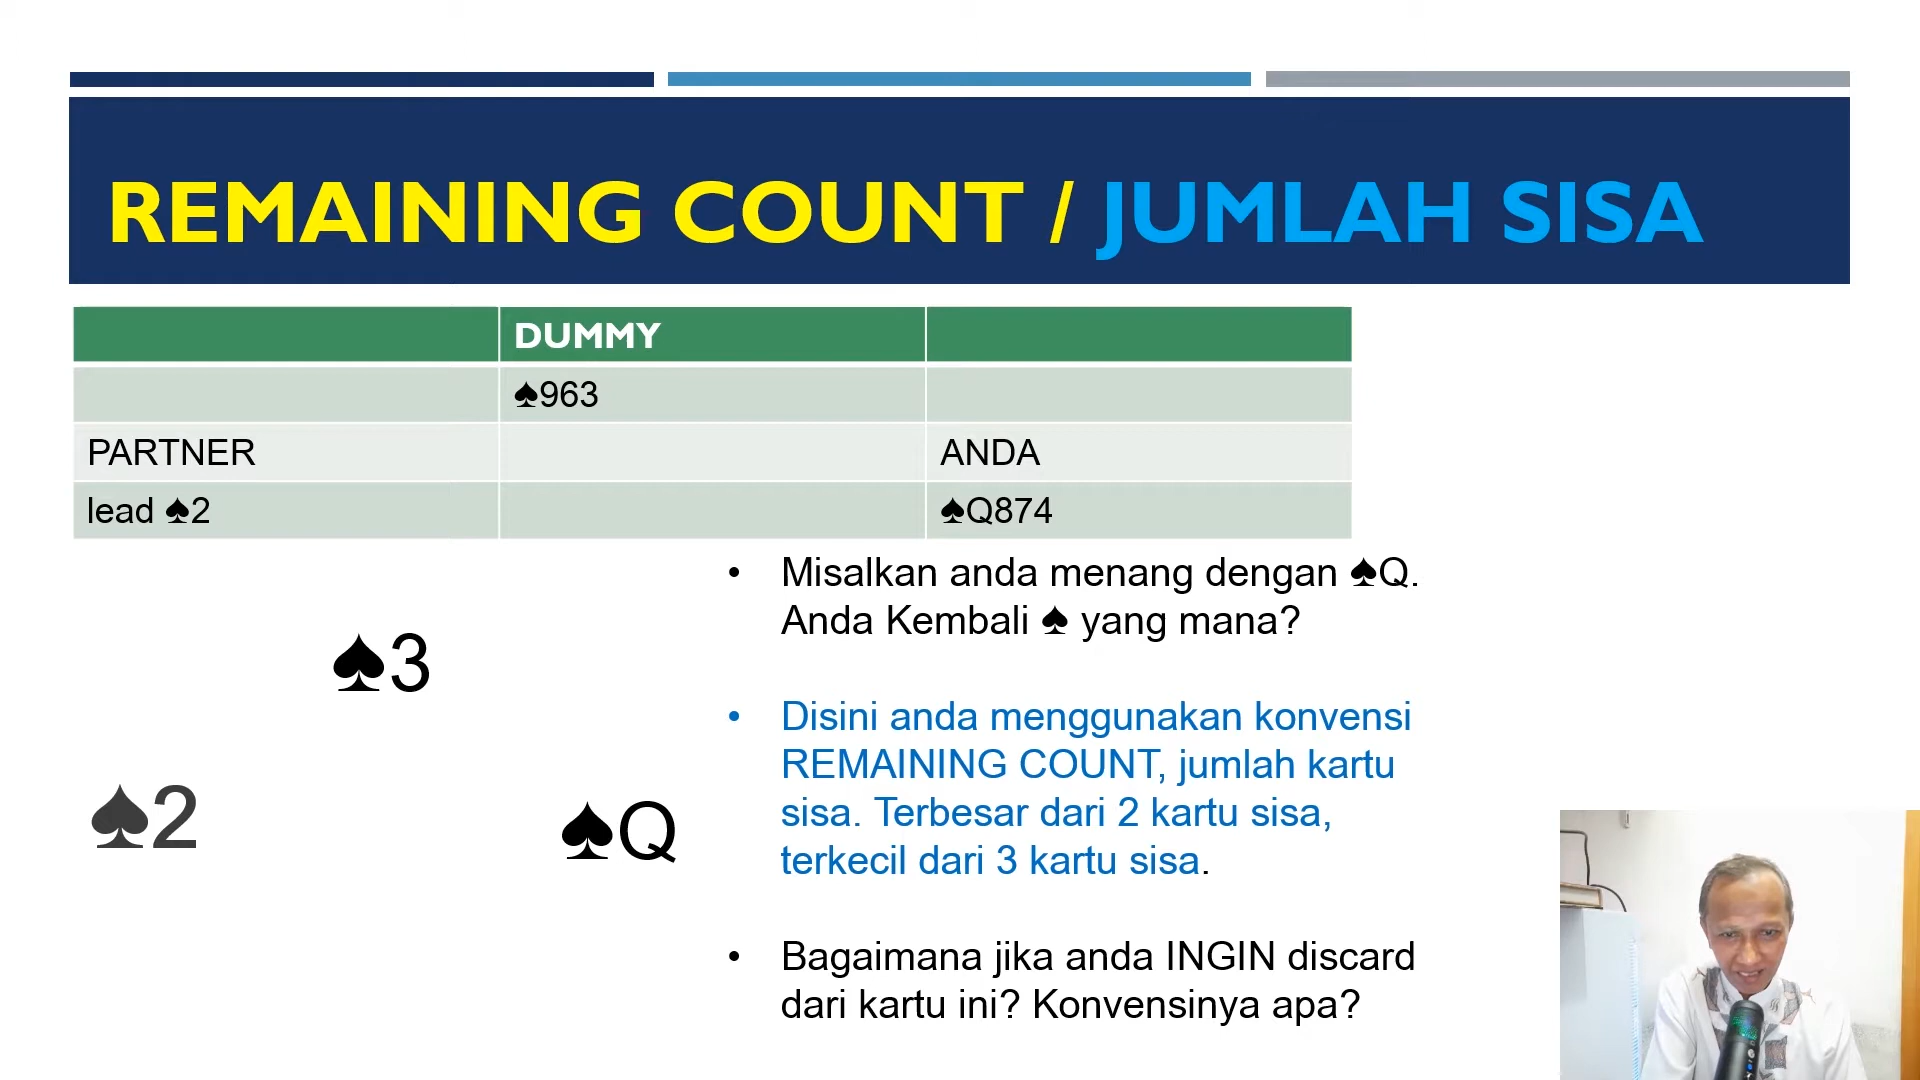 REMAINING COUNT / JUMLAH SISA
DUMMY
♠963
PARTNER
ANDA
lead ♠2
♠Q874
• Misalkan anda menang dengan ♠Q.
Anda Kembali ♠ yang mana?
♠3
• Disini anda menggunakan konvensi
REMAINING COUNT, jumlah kartu
sisa. Terbesar dari 2 kartu sisa,
terkecil dari 3 kartu sisa.
♠2
♠Q
• Bagaimana jika anda INGIN discard
dari kartu ini? Konvensinya apa?